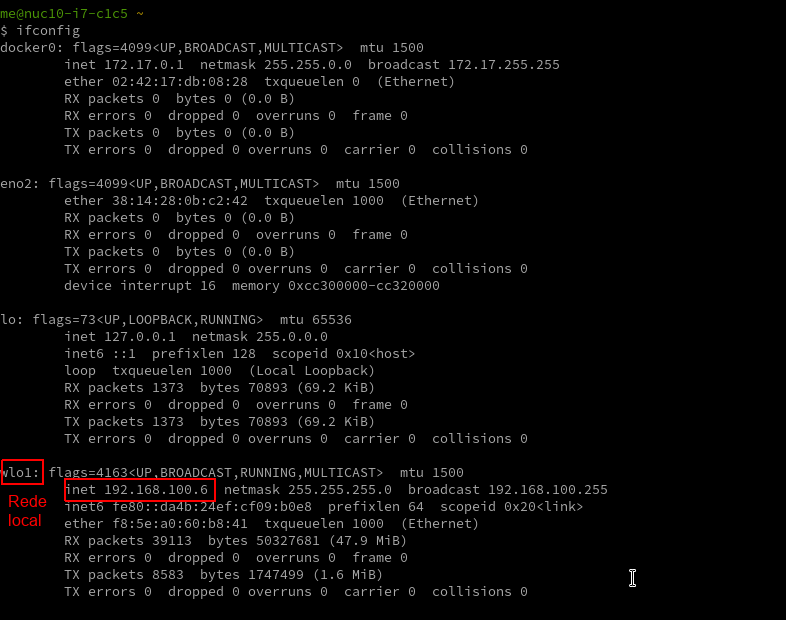 me@nuc10-i7-c1c5 ~
$ ifconfig
docker0: flags=4099<UP,BROADCAST,MULTICAST>  mtu 1500
        inet 172.17.0.1  netmask 255.255.0.0  broadcast 172.17.255.255
        ether 02:42:17:db:08:28  txqueuelen 0  (Ethernet)
        RX packets 0  bytes 0 (0.0 B)
        RX errors 0  dropped 0  overruns 0  frame 0
        TX packets 0  bytes 0 (0.0 B)
        TX errors 0  dropped 0 overruns 0  carrier 0  collisions 0

eno2: flags=4099<UP,BROADCAST,MULTICAST>  mtu 1500
        ether 38:14:28:0b:c2:42  txqueuelen 1000  (Ethernet)
        RX packets 0  bytes 0 (0.0 B)
        RX errors 0  dropped 0  overruns 0  frame 0
        TX packets 0  bytes 0 (0.0 B)
        TX errors 0  dropped 0 overruns 0  carrier 0  collisions 0
        device interrupt 16  memory 0xcc300000-cc320000

lo: flags=73<UP,LOOPBACK,RUNNING>  mtu 65536
        inet 127.0.0.1  netmask 255.0.0.0
        inet6 ::1  prefixlen 128  scopeid 0x10<host>
        loop  txqueuelen 1000  (Local Loopback)
        RX packets 1373  bytes 70893 (69.2 KiB)
        RX errors 0  dropped 0  overruns 0  frame 0
        TX packets 1373  bytes 70893 (69.2 KiB)
        TX errors 0  dropped 0 overruns 0  carrier 0  collisions 0

wlo1: flags=4163<UP,BROADCAST,RUNNING,MULTICAST>  mtu 1500
        inet 192.168.100.6  netmask 255.255.255.0  broadcast 192.168.100.255
        inet6 fe80::da4b:24ef:cf09:b0e8  prefixlen 64  scopeid 0x20<link>
        ether f8:5e:a0:60:b8:41  txqueuelen 1000  (Ethernet)
        RX packets 39113  bytes 50327681 (47.9 MiB)
        RX errors 0  dropped 0  overruns 0  frame 0
        TX packets 8583  bytes 1747499 (1.6 MiB)
        TX errors 0  dropped 0 overruns 0  carrier 0  collisions 0
Rede
local